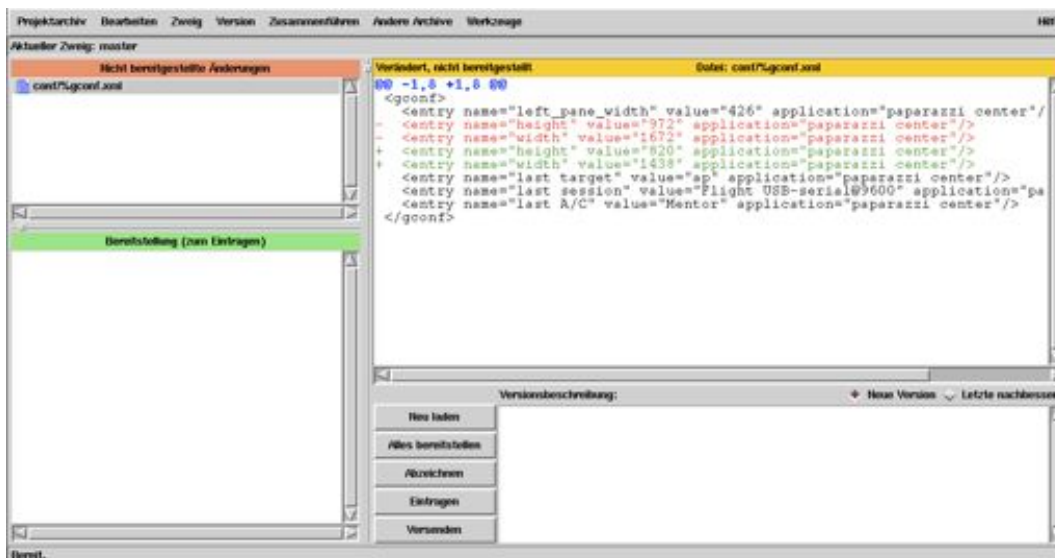 Projektarchiv Bearbeiten Zweig Version Zusammenführen Andere Archive Werkzeuge
Aktueller Zweig: master
Nicht bereitgestellte Änderungen
conf/%gconf.xml
Bereitstellung (zum Eintragen)
Verändert, nicht bereitgestellt Datei: conf/%gconf.xml
@@ -1,8 +1,8 @@
<gconf>
<entry name="left_pane_width" value="426" application="paparazzi center"/
- <entry name="height" value="972" application="paparazzi center"/>
- <entry name="width" value="1672" application="paparazzi center"/>
+ <entry name="height" value="820" application="paparazzi center"/>
+ <entry name="width" value="1438" application="paparazzi center"/>
<entry name="last target" value="ap" application="paparazzi center"/>
<entry name="last session" value="Flight USB-serial@9600" application="pa
<entry name="last A/C" value="Mentor" application="paparazzi center"/>
</gconf>
Versionsbeschreibung: Neue Version Letzte nachbesser
Neu laden
Alles bereitstellen
Abzeichnen
Eintragen
Versenden
Bereit.